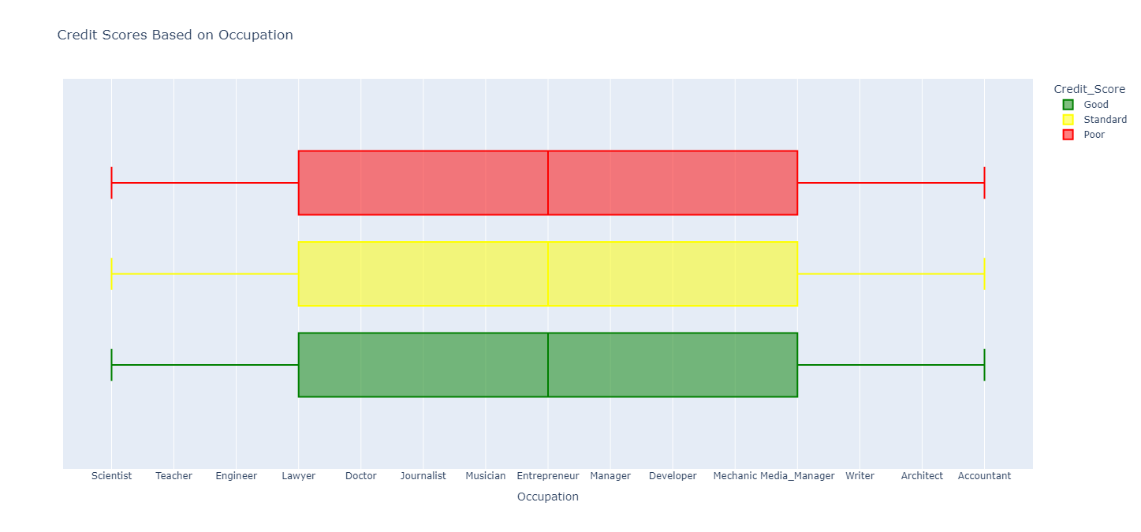 Credit Scores Based on Occupation
Credit_Score
Good
Standard
Poor
Scientist Teacher Engineer Lawyer Doctor Journalist Musician Entrepreneur Manager Developer Mechanic Media_Manager Writer Architect Accountant
Occupation